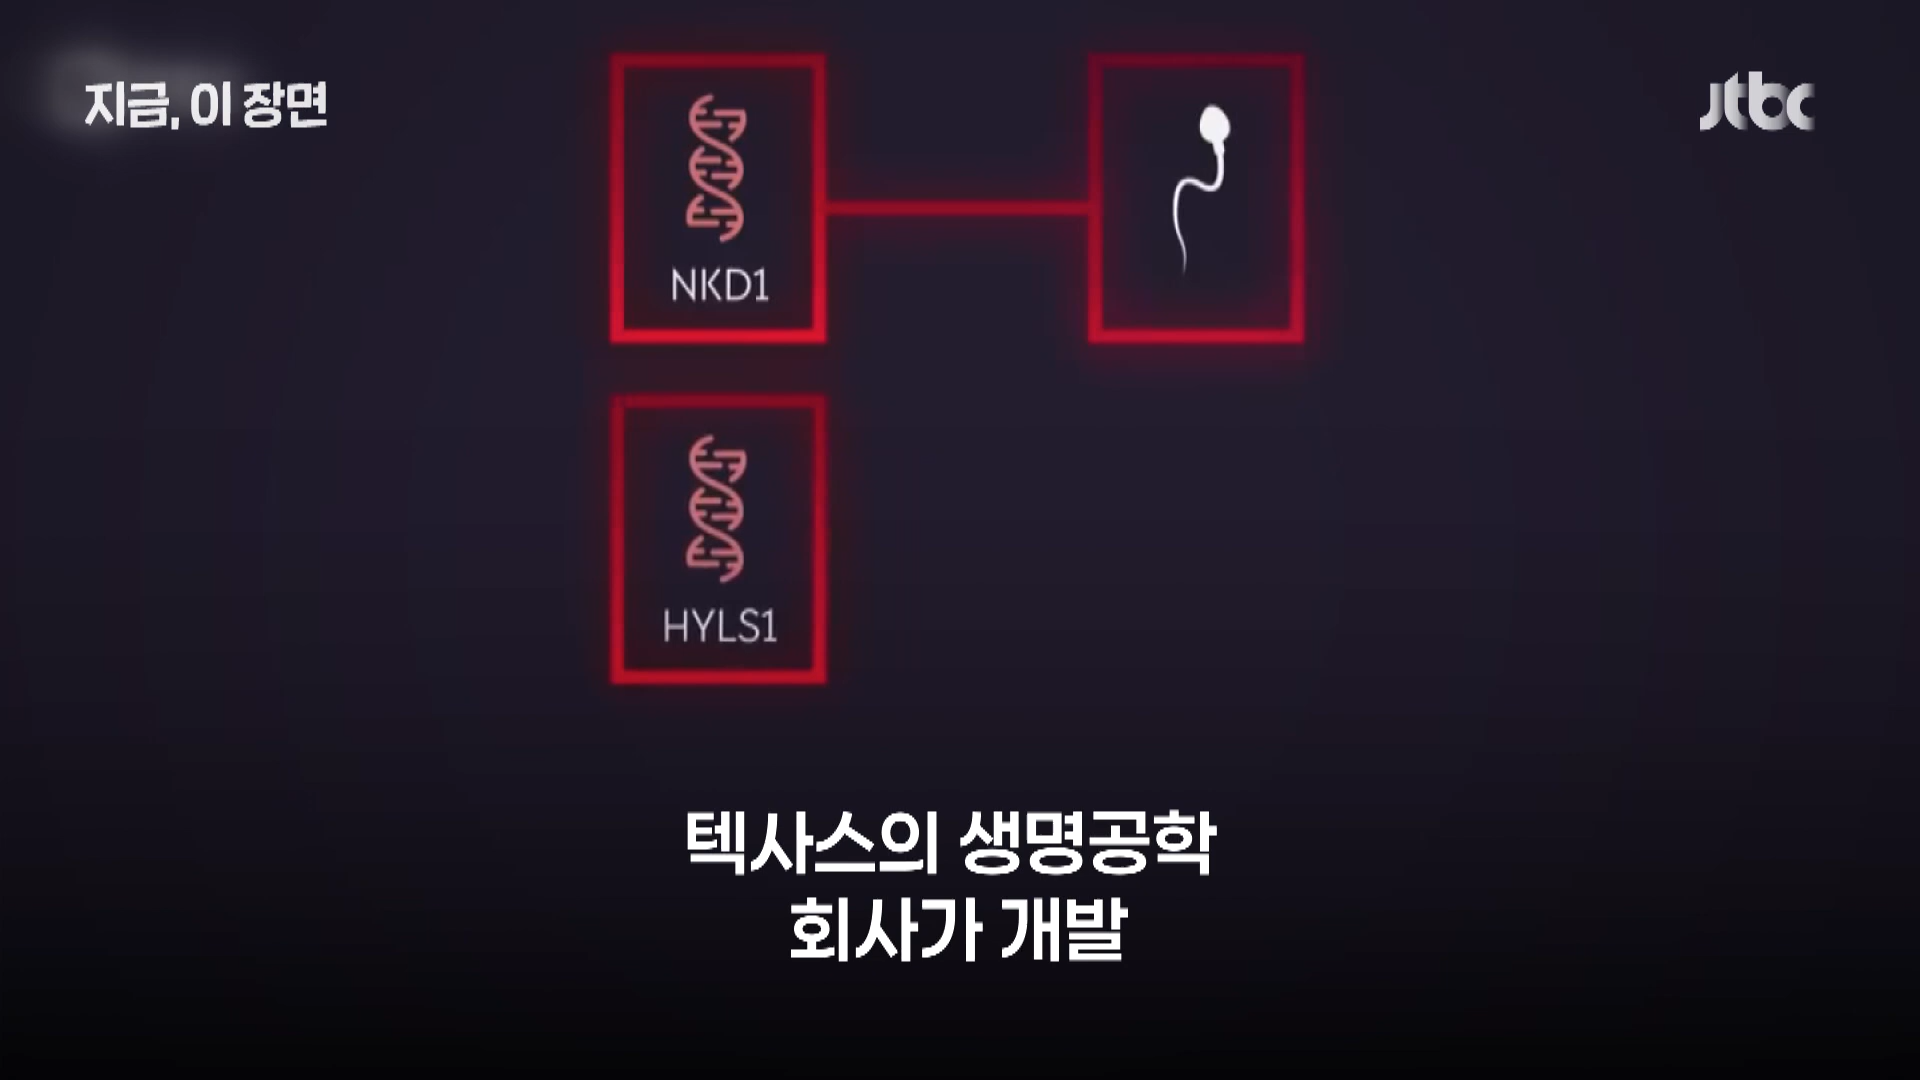 지금, 이 장면
jtbc
NKD1
HYLS1
텍사스의 생명공학
회사가 개발